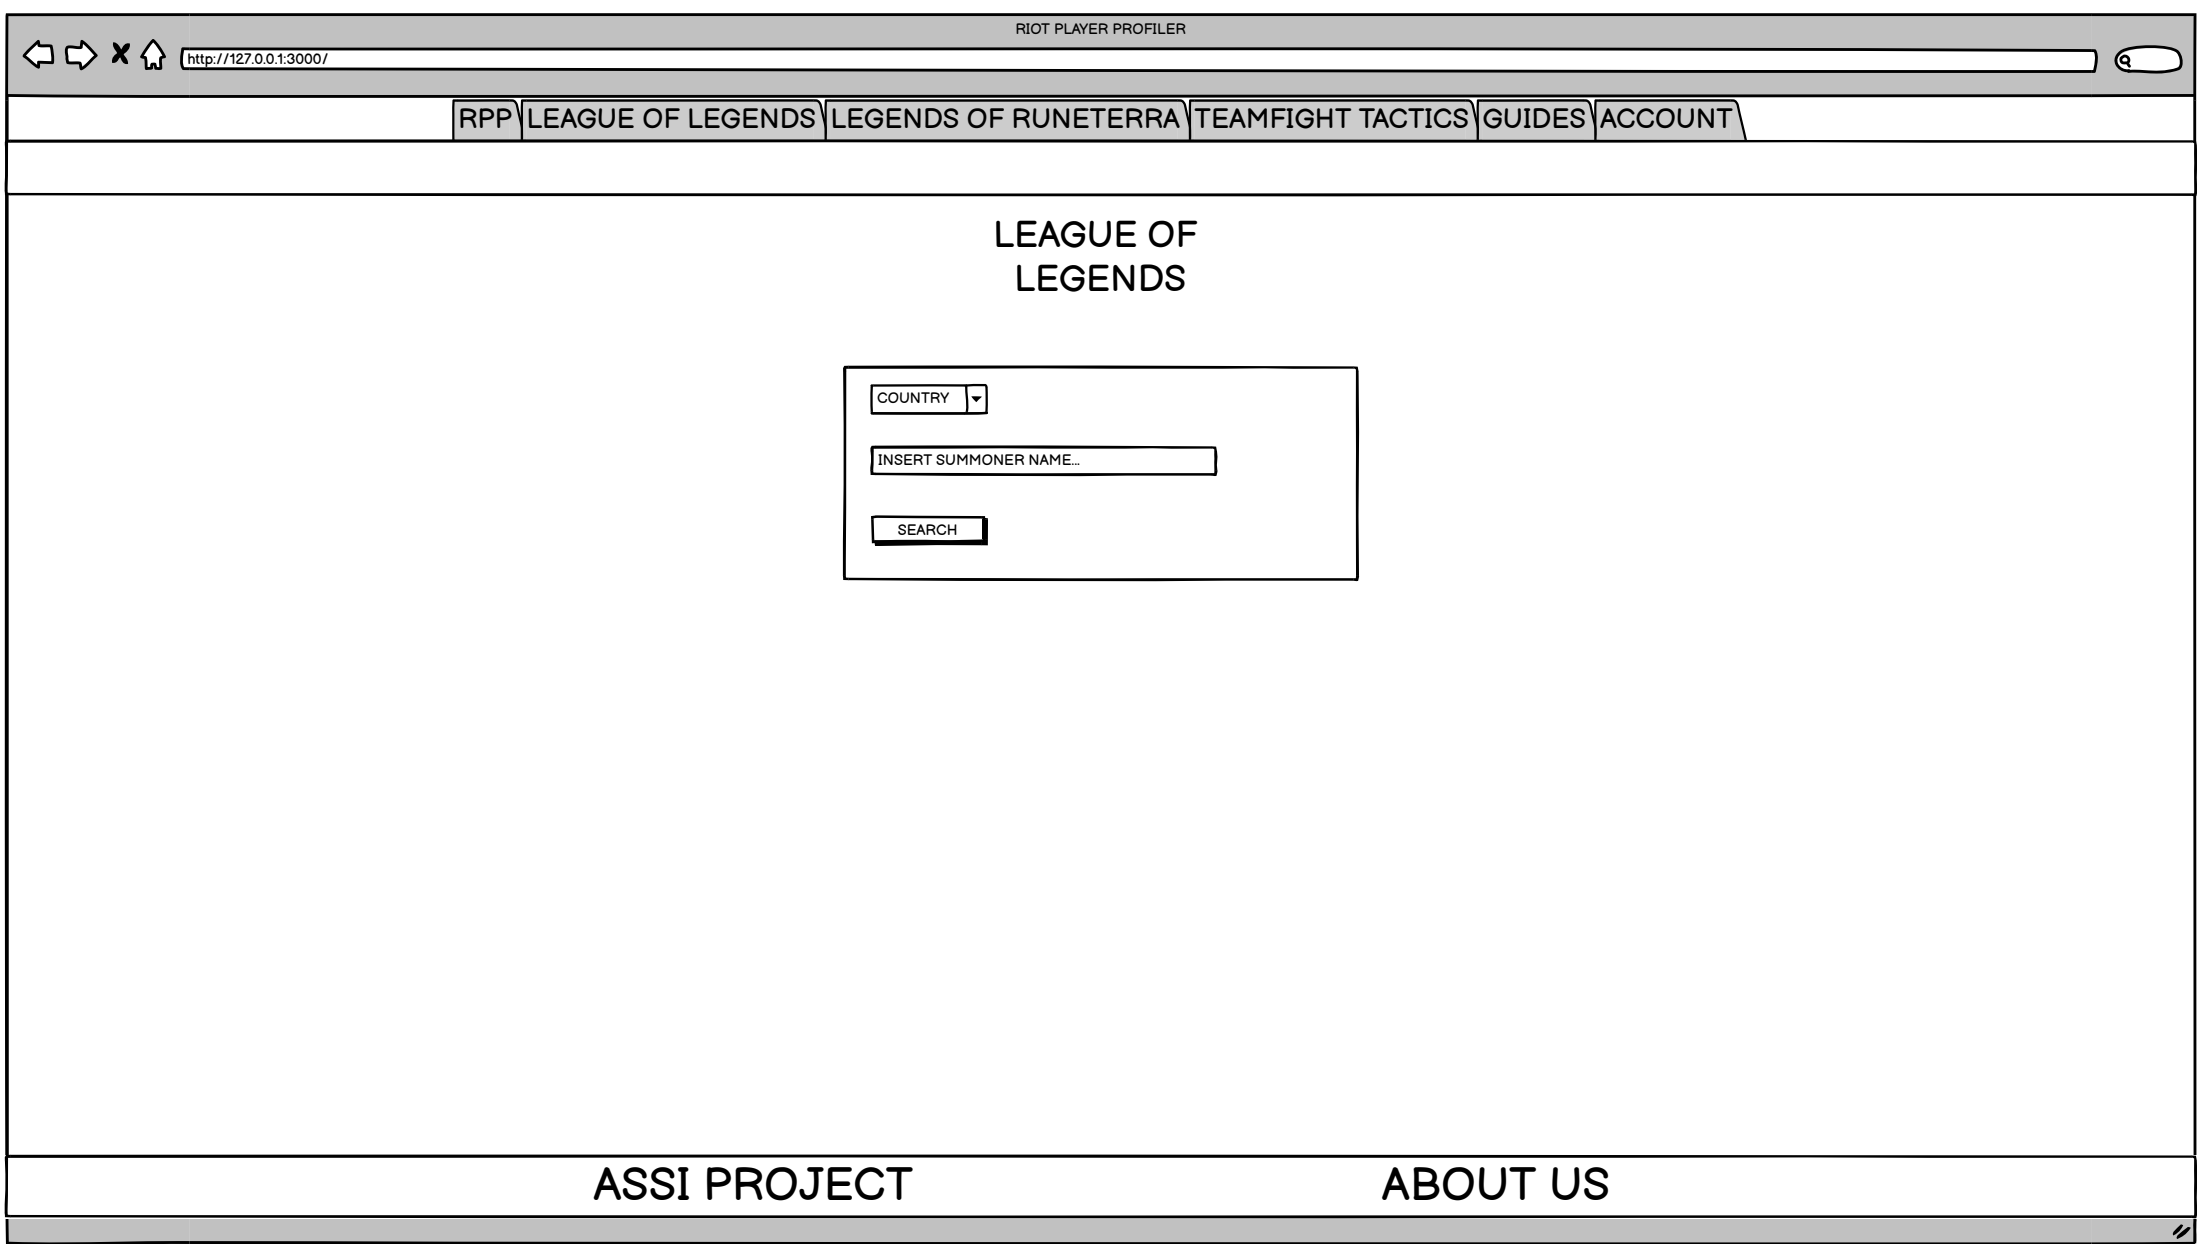 RIOT PLAYER PROFILER
http://127.0.0.1:3000/
RPP LEAGUE OF LEGENDS LEGENDS OF RUNETERRA TEAMFIGHT TACTICS GUIDES ACCOUNT
LEAGUE OF
LEGENDS
COUNTRY
INSERT SUMMONER NAME...
SEARCH
ASSI PROJECT ABOUT US